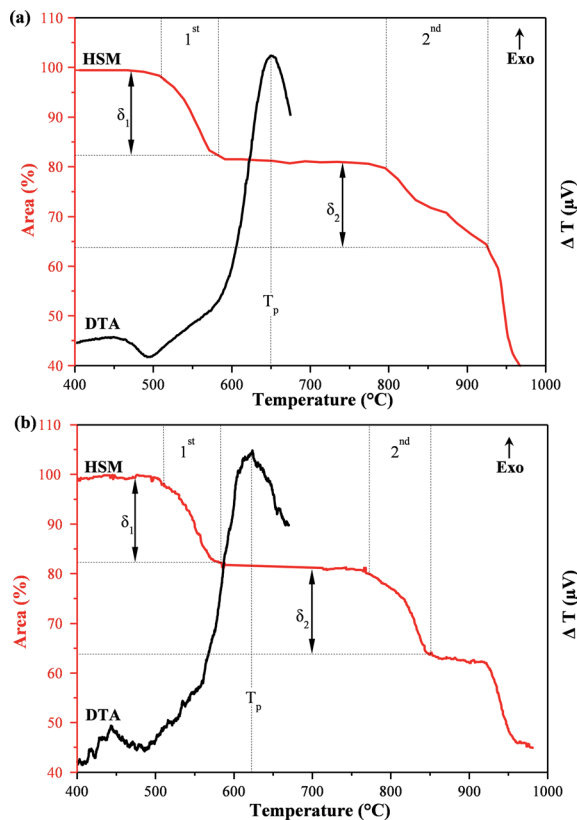 (a)
1st
2nd
Exo
HSM
DTA
δ1
δ2
Tp
110
100
90
80
70
60
50
40
Area (%)
Δ T (µV)
400 500 600 700 800 900 1000
Temperature (°C)
(b)
1st
2nd
Exo
HSM
DTA
δ1
δ2
Tp
110
100
90
80
70
60
50
40
Area (%)
Δ T (µV)
400 500 600 700 800 900 1000
Temperature (°C)